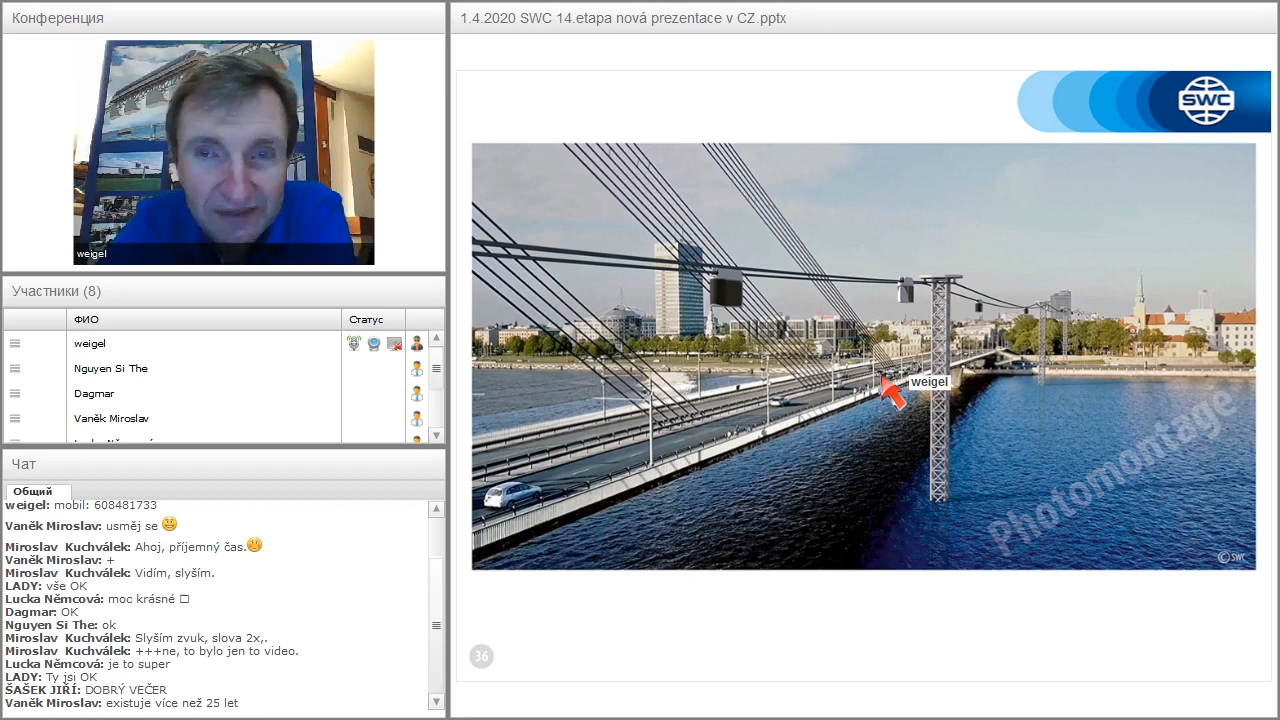 Конференция
weigel
Участники (8)
ФИО
Статус
weigel
Nguyen Si The
Dagmar
Vaněk Miroslav
Чат
Общий
weigel: mobil: 608481733
Vaněk Miroslav: usměj se
Miroslav Kuchválek: Ahoj, příjemný čas.
Vaněk Miroslav: +
Miroslav Kuchválek: Vidím, slyším.
LADY: vše OK
Lucka Němcová: moc krásné
Dagmar: OK
Nguyen Si The: ok
Miroslav Kuchválek: Slyším zvuk, slova 2x,.
Miroslav Kuchválek: +++ne, to bylo jen to video.
Lucka Němcová: je to super
LADY: Ty jsi OK
ŠAŠEK JIŘÍ: DOBRÝ VEČER
Vaněk Miroslav: existuje více než 25 let
1.4.2020 SWC 14.etapa nová prezentace v CZ.pptx
SWC
weigel
Photomontage
© SWC
36